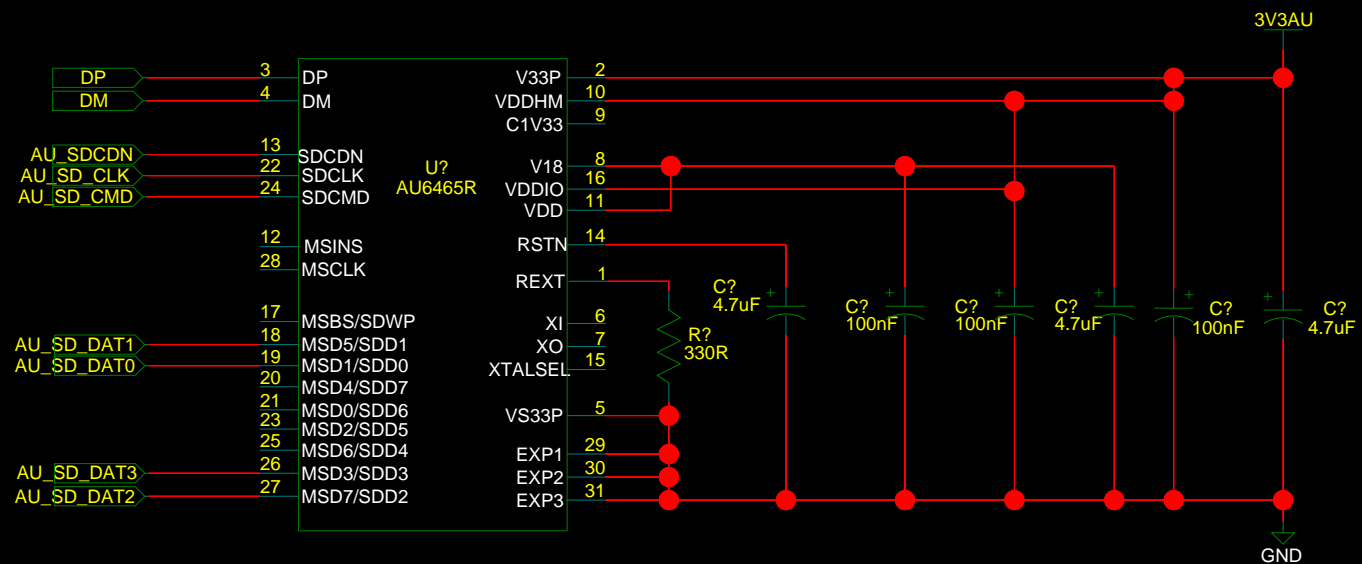 3V3AU
DP 3 DP V33P 2
DM 4 DM VDDHM 10
C1V33 9
AU_SDCDN 13 SDCDN
U?
V18 8
AU_SD_CLK 22 SDCLK
AU6465R
VDDIO 16
AU_SD_CMD 24 SDCMD
VDD 11
12 MSINS RSTN 14
28 MSCLK REXT 1
C?
4.7uF
+
C?
100nF
+
C?
100nF
+
C?
4.7uF
+
C?
100nF
+
C?
4.7uF
+
17 MSBS/SDWP XI 6
R?
330R
AU_SD_DAT1 18 MSD5/SDD1 XO 7
AU_SD_DAT0 19 MSD1/SDD0 XTALSEL 15
20 MSD4/SDD7
21 MSD0/SDD6 VS33P 5
23 MSD2/SDD5
25 MSD6/SDD4 EXP1 29
AU_SD_DAT3 26 MSD3/SDD3 EXP2 30
AU_SD_DAT2 27 MSD7/SDD2 EXP3 31
GND